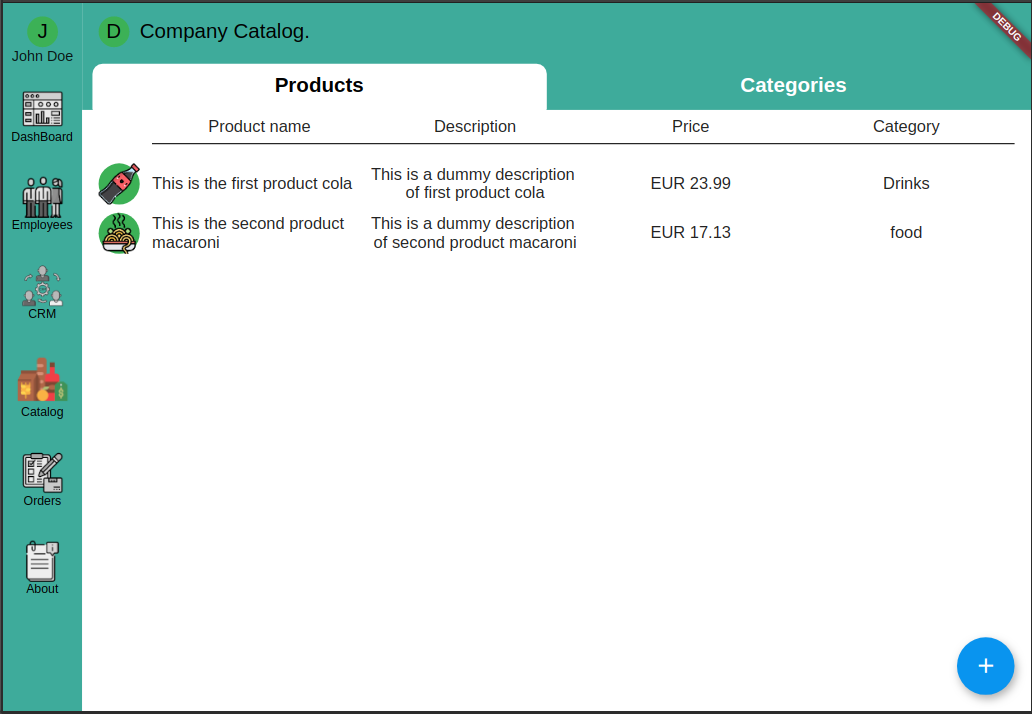 J
John Doe
D
Company Catalog.
DEBUG
DashBoard
Employees
CRM
Catalog
Orders
About
Products
Categories
Product name
Description
Price
Category
This is the first product cola
This is a dummy description
of first product cola
EUR 23.99
Drinks
This is the second product
macaroni
This is a dummy description
of second product macaroni
EUR 17.13
food
+